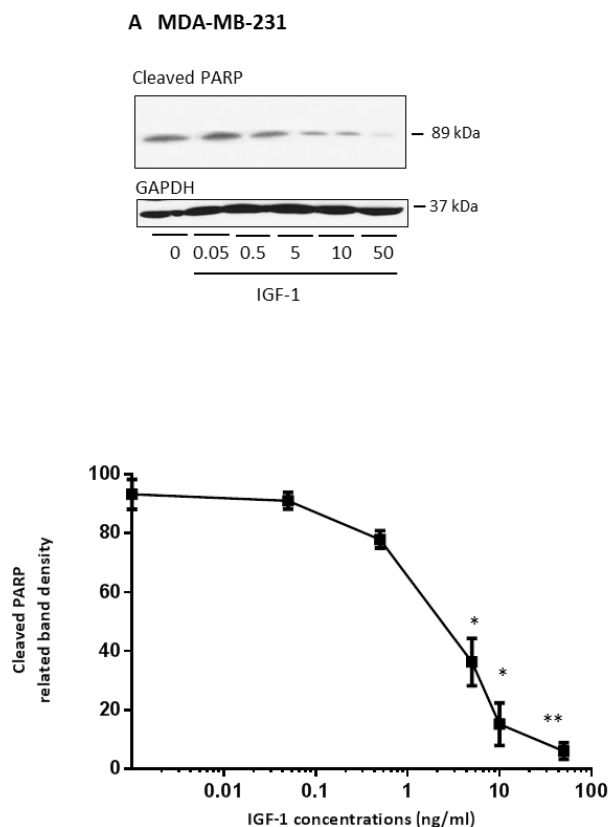 A MDA-MB-231
Cleaved PARP
89 kDa
GAPDH
37 kDa
0 0.05 0.5 5 10 50
IGF-1
100
80
60
40
20
0
Cleaved PARP
related band density
*
*
**
0.01 0.1 1 10 100
IGF-1 concentrations (ng/ml)